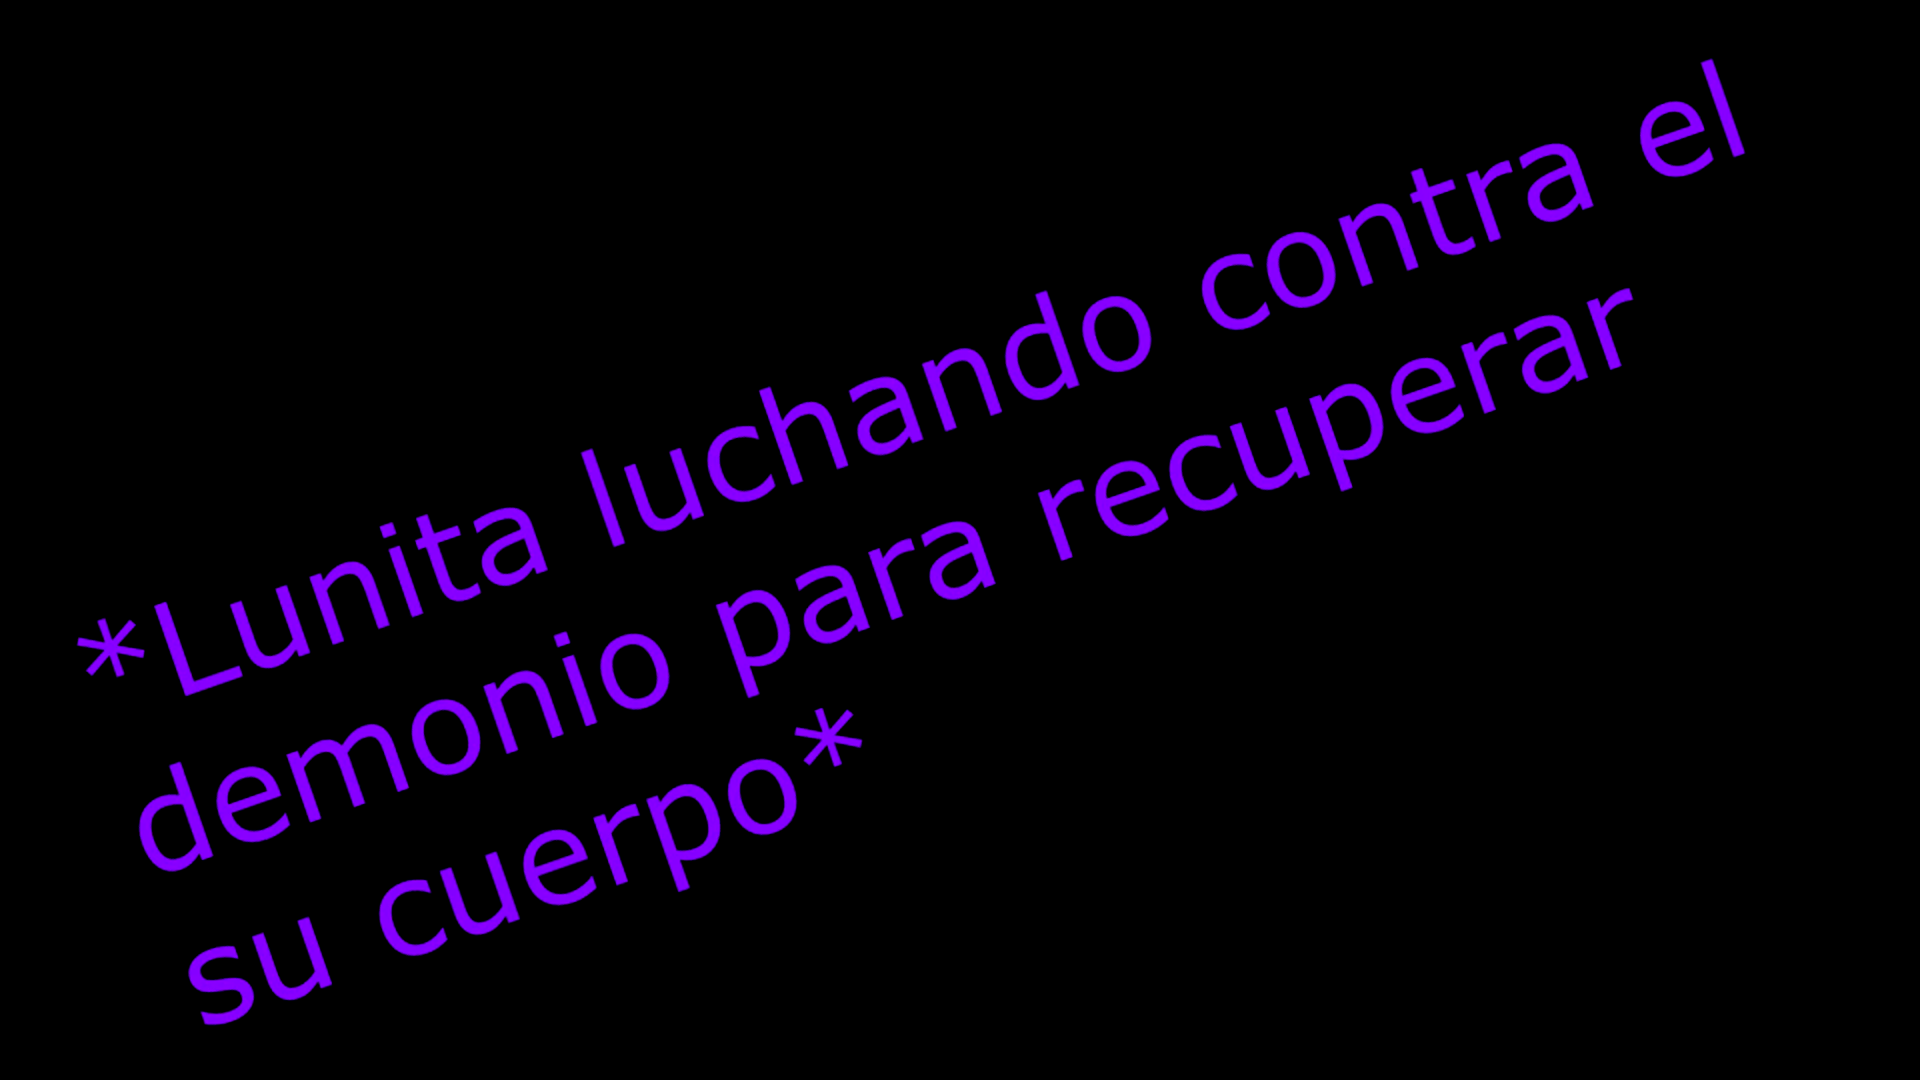 *Lunita luchando contra el
demonio para recuperar
su cuerpo*